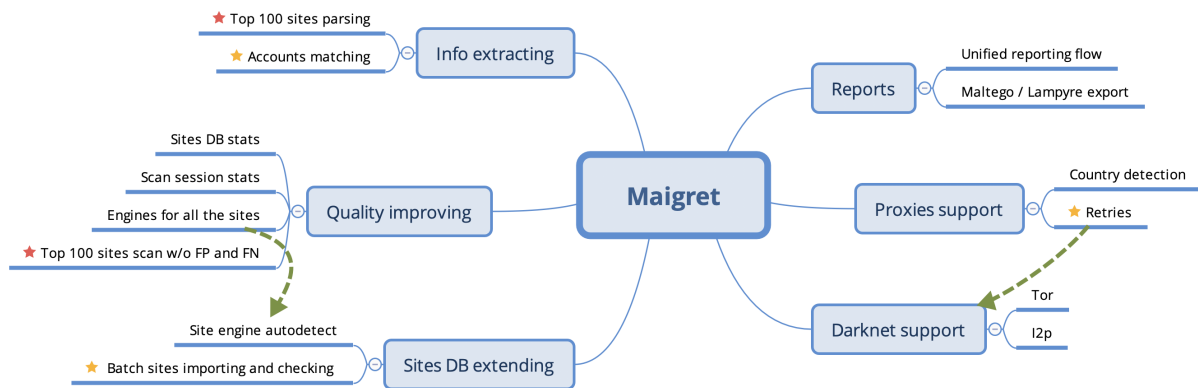 Top 100 sites parsing
Accounts matching
Info extracting
Sites DB stats
Scan session stats
Engines for all the sites
Top 100 sites scan w/o FP and FN
Quality improving
Site engine autodetect
Batch sites importing and checking
Sites DB extending
Maigret
Reports
Unified reporting flow
Maltego / Lampyre export
Proxies support
Country detection
Retries
Darknet support
Tor
I2p